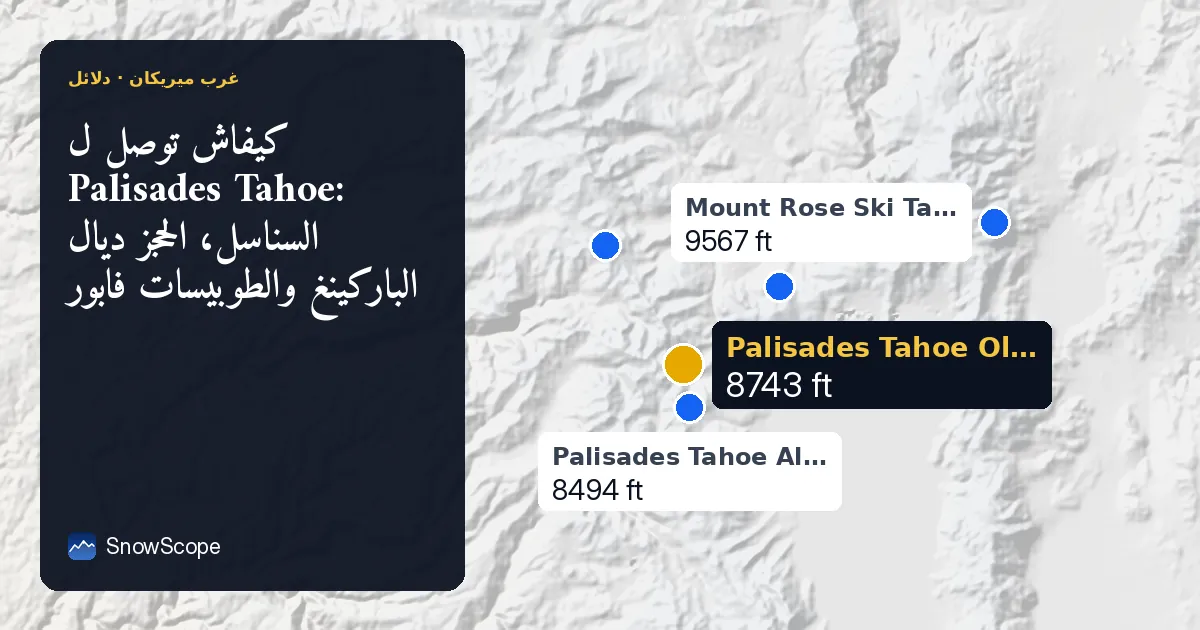 غرب ميريكان · دلائل
كيفاش توصل ل
Palisades Tahoe:
السناسل، الحجز ديال
الباركينغ والطوبيسات فابور
SnowScope
Mount Rose Ski Ta…
9567 ft
Palisades Tahoe Ol…
8743 ft
Palisades Tahoe Al…
8494 ft